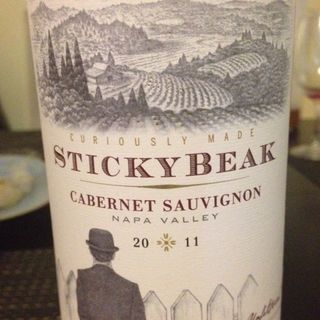 CURIOUSLY MADE
STICKYBEAK
CABERNET SAUVIGNON
NAPA VALLEY
20 11